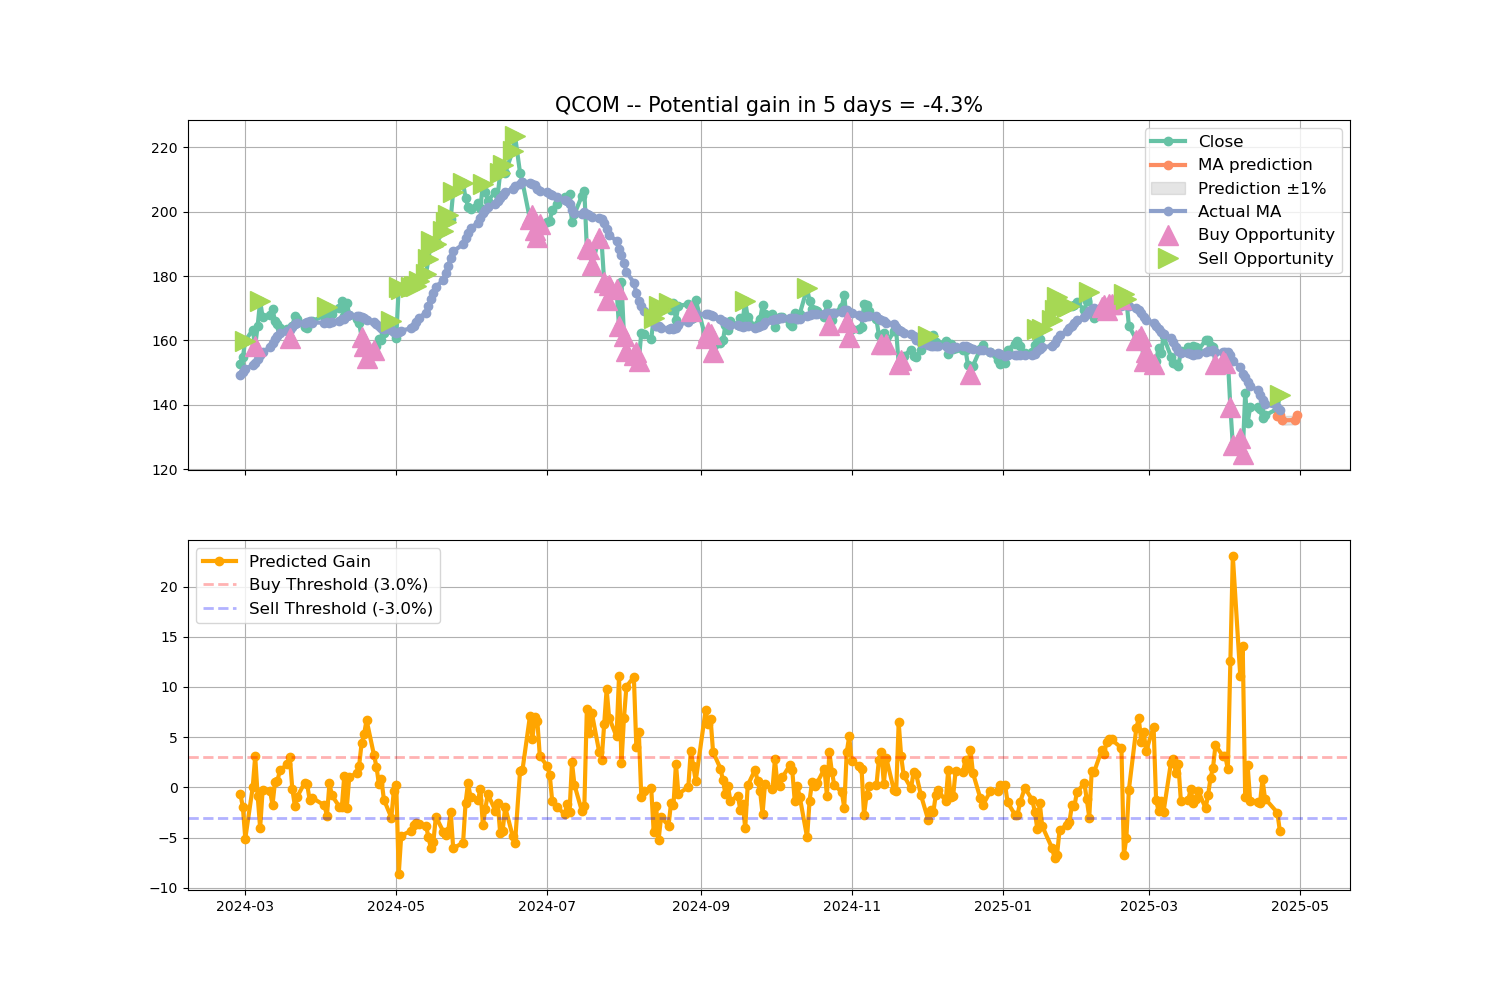 QCOM -- Potential gain in 5 days = -4.3%
220
200
180
160
140
120
Close
MA prediction
Prediction ±1%
Actual MA
Buy Opportunity
Sell Opportunity
20
15
10
5
0
−5
−10
Predicted Gain
Buy Threshold (3.0%)
Sell Threshold (-3.0%)
2024-03 2024-05 2024-07 2024-09 2024-11 2025-01 2025-03 2025-05